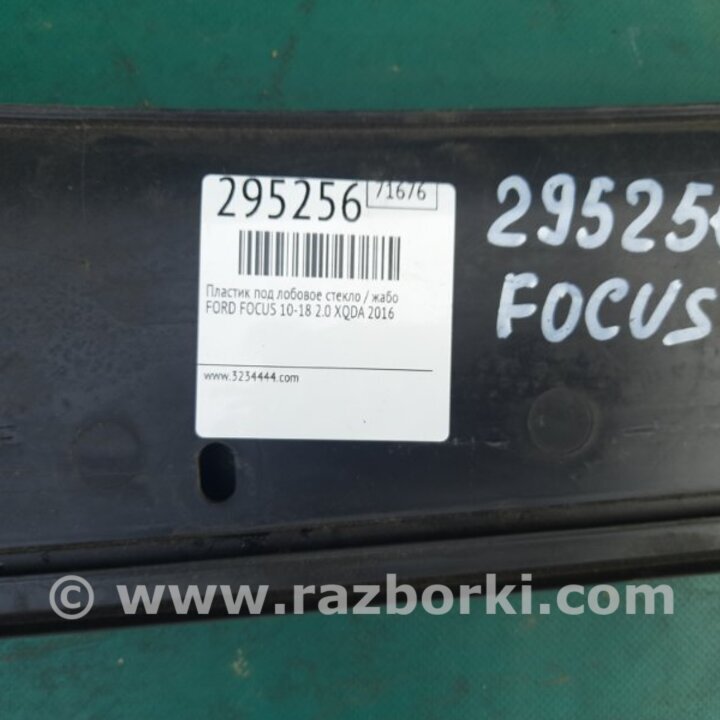 295256
71676
Пластик под лобовое стекло / жабо
FORD FOCUS 10-18 2.0 XQDA 2016
www.3234444.com
29525
FOCUS
© www.razborki.com